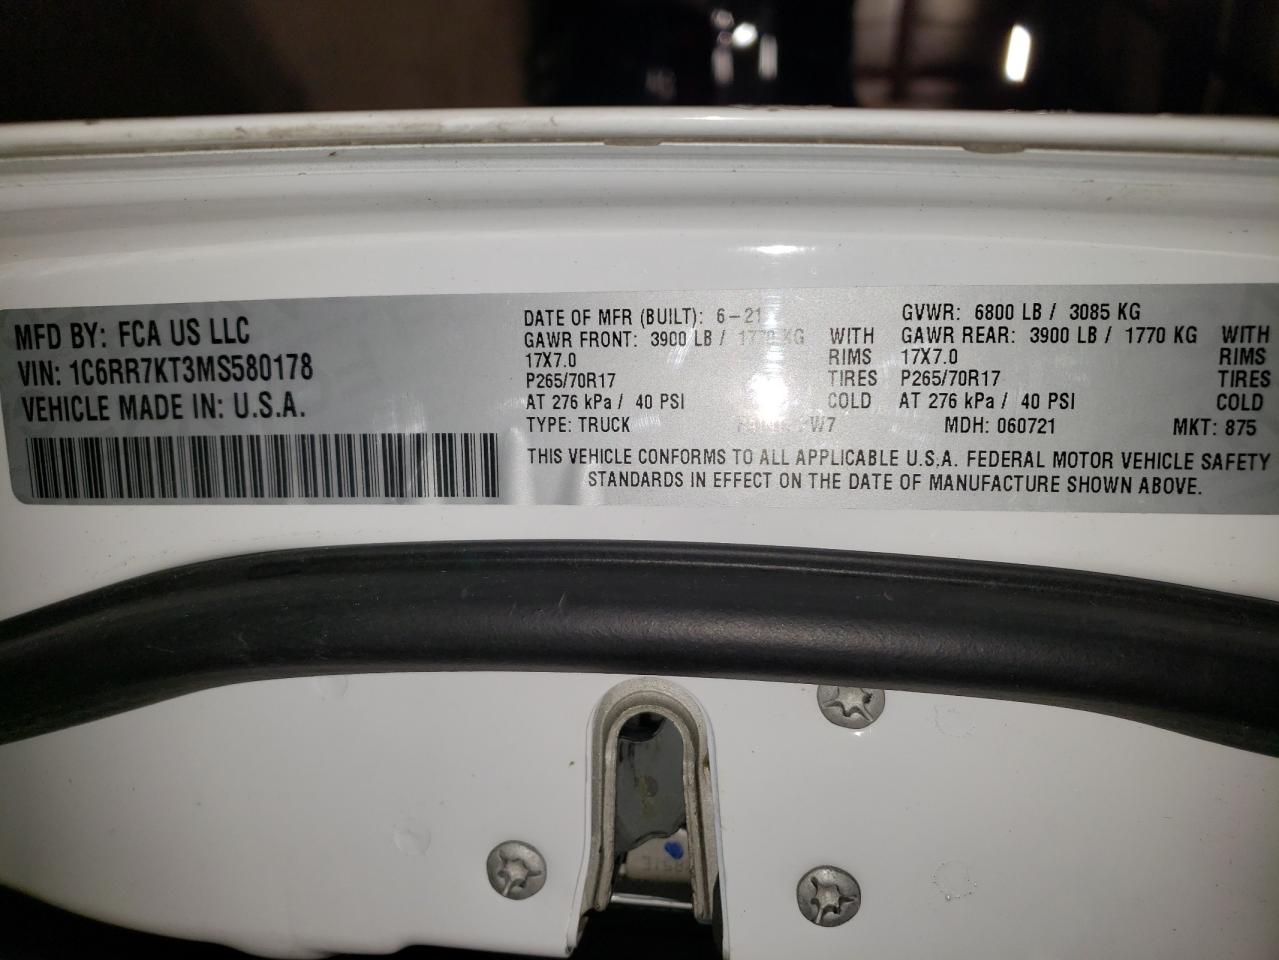 MFD BY: FCA US LLC
VIN: 1C6RR7KT3MS580178
VEHICLE MADE IN: U.S.A.
DATE OF MFR (BUILT): 6-21 GVWR: 6800 LB / 3085 KG
GAWR FRONT: 3900 LB / 1770 KG WITH GAWR REAR: 3900 LB / 1770 KG WITH
17X7.0 RIMS 17X7.0 RIMS
P265/70R17 TIRES P265/70R17 TIRES
AT 276 kPa / 40 PSI COLD AT 276 kPa / 40 PSI COLD
TYPE: TRUCK W7 MDH: 060721 MKT: 875
THIS VEHICLE CONFORMS TO ALL APPLICABLE U.S.A. FEDERAL MOTOR VEHICLE SAFETY
STANDARDS IN EFFECT ON THE DATE OF MANUFACTURE SHOWN ABOVE.